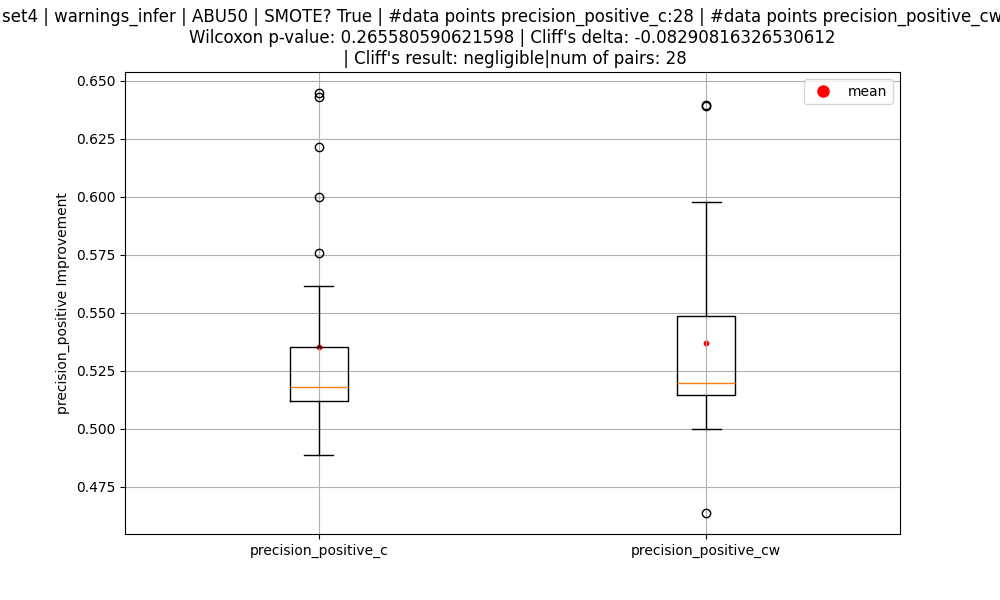 set4 | warnings_infer | ABU50 | SMOTE? True | #data points precision_positive_c:28 | #data points precision_positive_cw
Wilcoxon p-value: 0.265580590621598 | Cliff's delta: -0.08290816326530612
| Cliff's result: negligible|num of pairs: 28
mean
0.650
0.625
0.600
0.575
0.550
0.525
0.500
0.475
precision_positive Improvement
precision_positive_c
precision_positive_cw